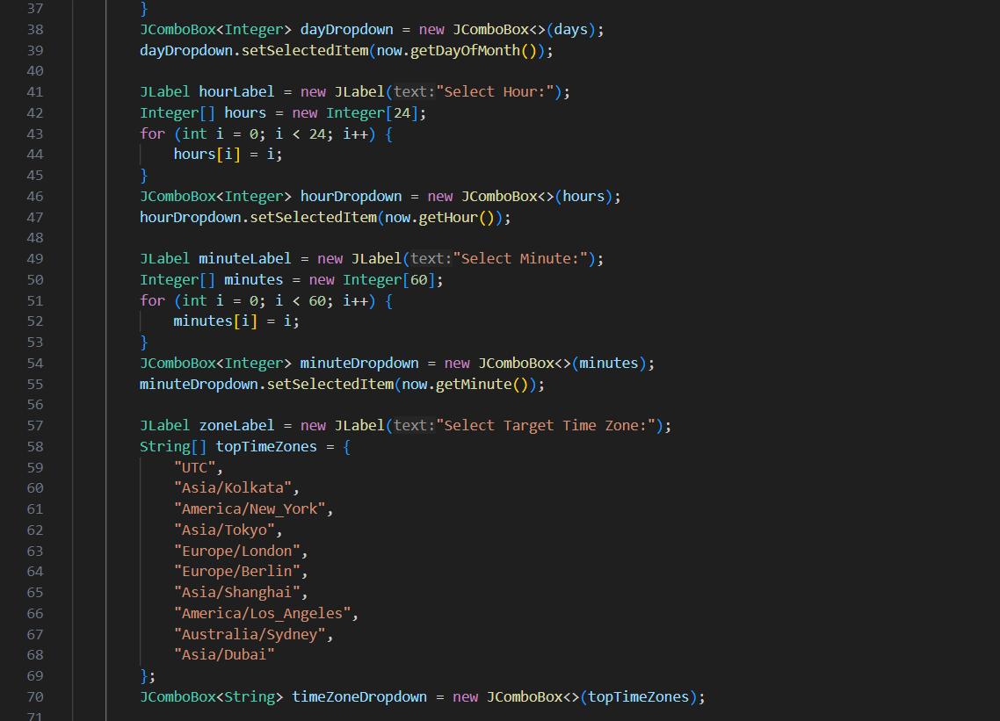 37 }
38 JComboBox<Integer> dayDropdown = new JComboBox<>(days);
39 dayDropdown.setSelectedItem(now.getDayOfMonth());
40
41 JLabel hourLabel = new JLabel(text:"Select Hour:");
42 Integer[] hours = new Integer[24];
43 for (int i = 0; i < 24; i++) {
44 hours[i] = i;
45 }
46 JComboBox<Integer> hourDropdown = new JComboBox<>(hours);
47 hourDropdown.setSelectedItem(now.getHour());
48
49 JLabel minuteLabel = new JLabel(text:"Select Minute:");
50 Integer[] minutes = new Integer[60];
51 for (int i = 0; i < 60; i++) {
52 minutes[i] = i;
53 }
54 JComboBox<Integer> minuteDropdown = new JComboBox<>(minutes);
55 minuteDropdown.setSelectedItem(now.getMinute());
56
57 JLabel zoneLabel = new JLabel(text:"Select Target Time Zone:");
58 String[] topTimeZones = {
59 "UTC",
60 "Asia/Kolkata",
61 "America/New_York",
62 "Asia/Tokyo",
63 "Europe/London",
64 "Europe/Berlin",
65 "Asia/Shanghai",
66 "America/Los_Angeles",
67 "Australia/Sydney",
68 "Asia/Dubai"
69 };
70 JComboBox<String> timeZoneDropdown = new JComboBox<>(topTimeZones);
71